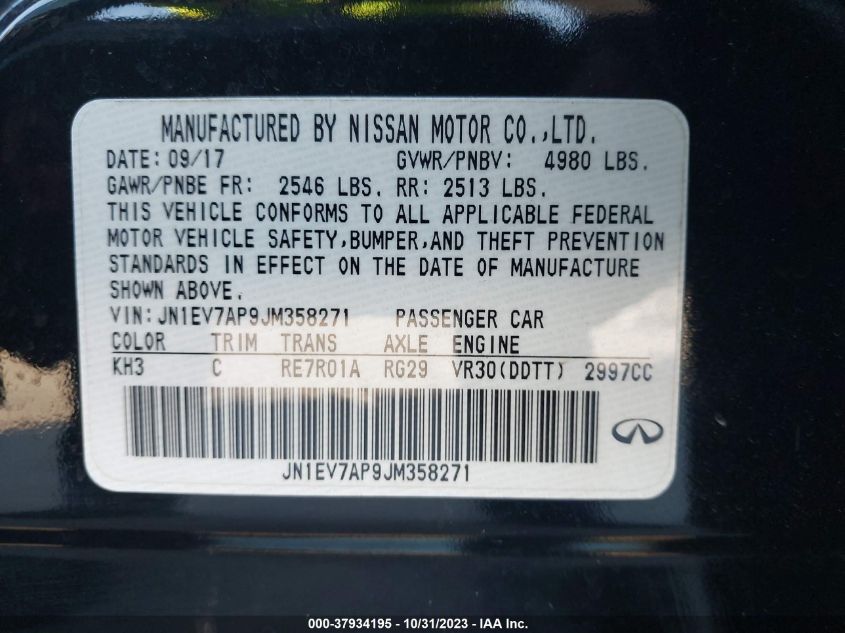 MANUFACTURED BY NISSAN MOTOR CO.,LTD.
DATE: 09/17 GVWR/PNBV: 4980 LBS.
GAWR/PNBE FR: 2546 LBS. RR: 2513 LBS.
THIS VEHICLE CONFORMS TO ALL APPLICABLE FEDERAL
MOTOR VEHICLE SAFETY,BUMPER,AND THEFT PREVENTION
STANDARDS IN EFFECT ON THE DATE OF MANUFACTURE
SHOWN ABOVE.
VIN:JN1EV7AP9JM358271 PASSENGER CAR
COLOR TRIM TRANS AXLE ENGINE
KH3 C RE7R01A RG29 VR30(DDTT) 2997CC
JN1EV7AP9JM358271
000-37934195 - 10/31/2023 - IAA Inc.